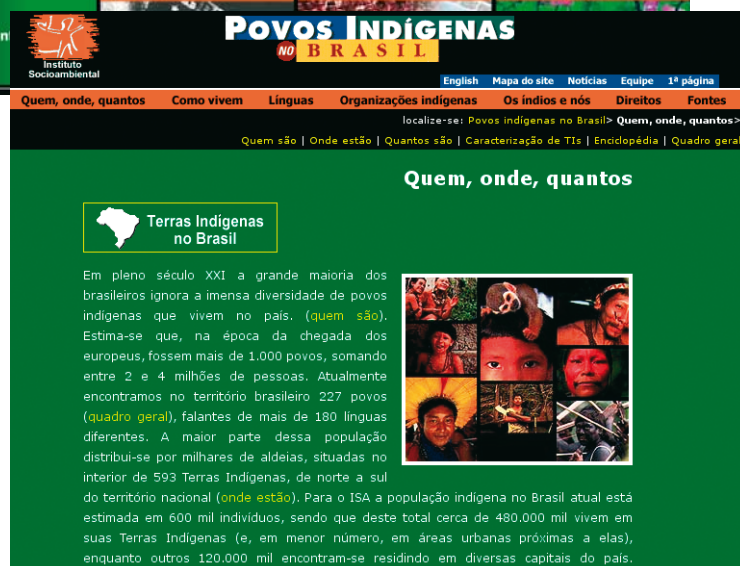 Povos Indígenas
NO BRASIL
Instituto
Socioambiental
English Mapa do site Notícias Equipe 1ª página
Quem, onde, quantos Como vivem Línguas Organizações indígenas Os índios e nós Direitos Fontes
localize-se: Povos indígenas no Brasil> Quem, onde, quantos>
Quem são | Onde estão | Quantos são | Caracterização de TIs | Enciclopédia | Quadro geral
Quem, onde, quantos
Terras Indígenas
no Brasil
Em pleno século XXI a grande maioria dos
brasileiros ignora a imensa diversidade de povos
indígenas que vivem no país. (quem são).
Estima-se que, na época da chegada dos
europeus, fossem mais de 1.000 povos, somando
entre 2 e 4 milhões de pessoas. Atualmente
encontramos no território brasileiro 227 povos
(quadro geral), falantes de mais de 180 línguas
diferentes. A maior parte dessa população
distribui-se por milhares de aldeias, situadas no
interior de 593 Terras Indígenas, de norte a sul
do território nacional (onde estão). Para o ISA a população indígena no Brasil atual está
estimada em 600 mil indivíduos, sendo que deste total cerca de 480.000 mil vivem em
suas Terras Indígenas (e, em menor número, em áreas urbanas próximas a elas),
enquanto outros 120.000 mil encontram-se residindo em diversas capitais do país.